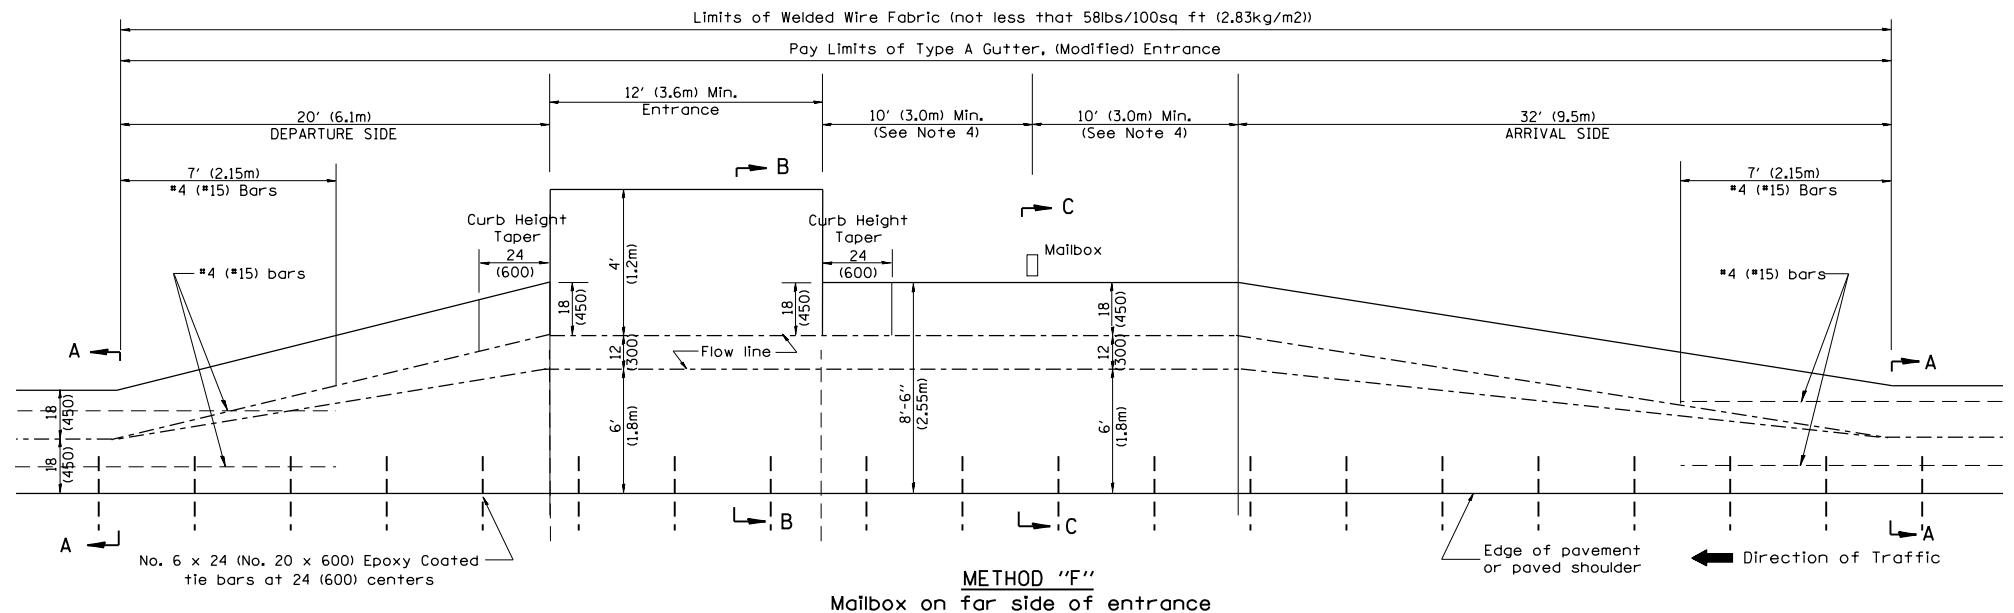 Limits of Welded Wire Fabric (not less that 58lbs/100sq ft (2.83kg/m2))
Pay Limits of Type A Gutter, (Modified) Entrance
12' (3.6m) Min.
Entrance
20' (6.1m)
DEPARTURE SIDE
10' (3.0m) Min.
(See Note 4)
10' (3.0m) Min.
(See Note 4)
32' (9.5m)
ARRIVAL SIDE
7' (2.15m)
#4 (#15) Bars
B
7' (2.15m)
#4 (#15) Bars
Curb Height
Taper
24
(600)
Curb Height
Taper
24
(600)
C
Mailbox
#4 (#15) bars
#4 (#15) bars
4'
(1.2m)
18
(450)
18
(450)
18
(450)
12
(300)
12
(300)
Flow line
A
A
18
(450)
18
(450)
6'
(1.8m)
8'-6''
(2.55m)
6'
(1.8m)
B
C
A
A
No. 6 x 24 (No. 20 x 600) Epoxy Coated
tie bars at 24 (600) centers
Edge of pavement
or paved shoulder
Direction of Traffic
METHOD "F"
Mailbox on far side of entrance